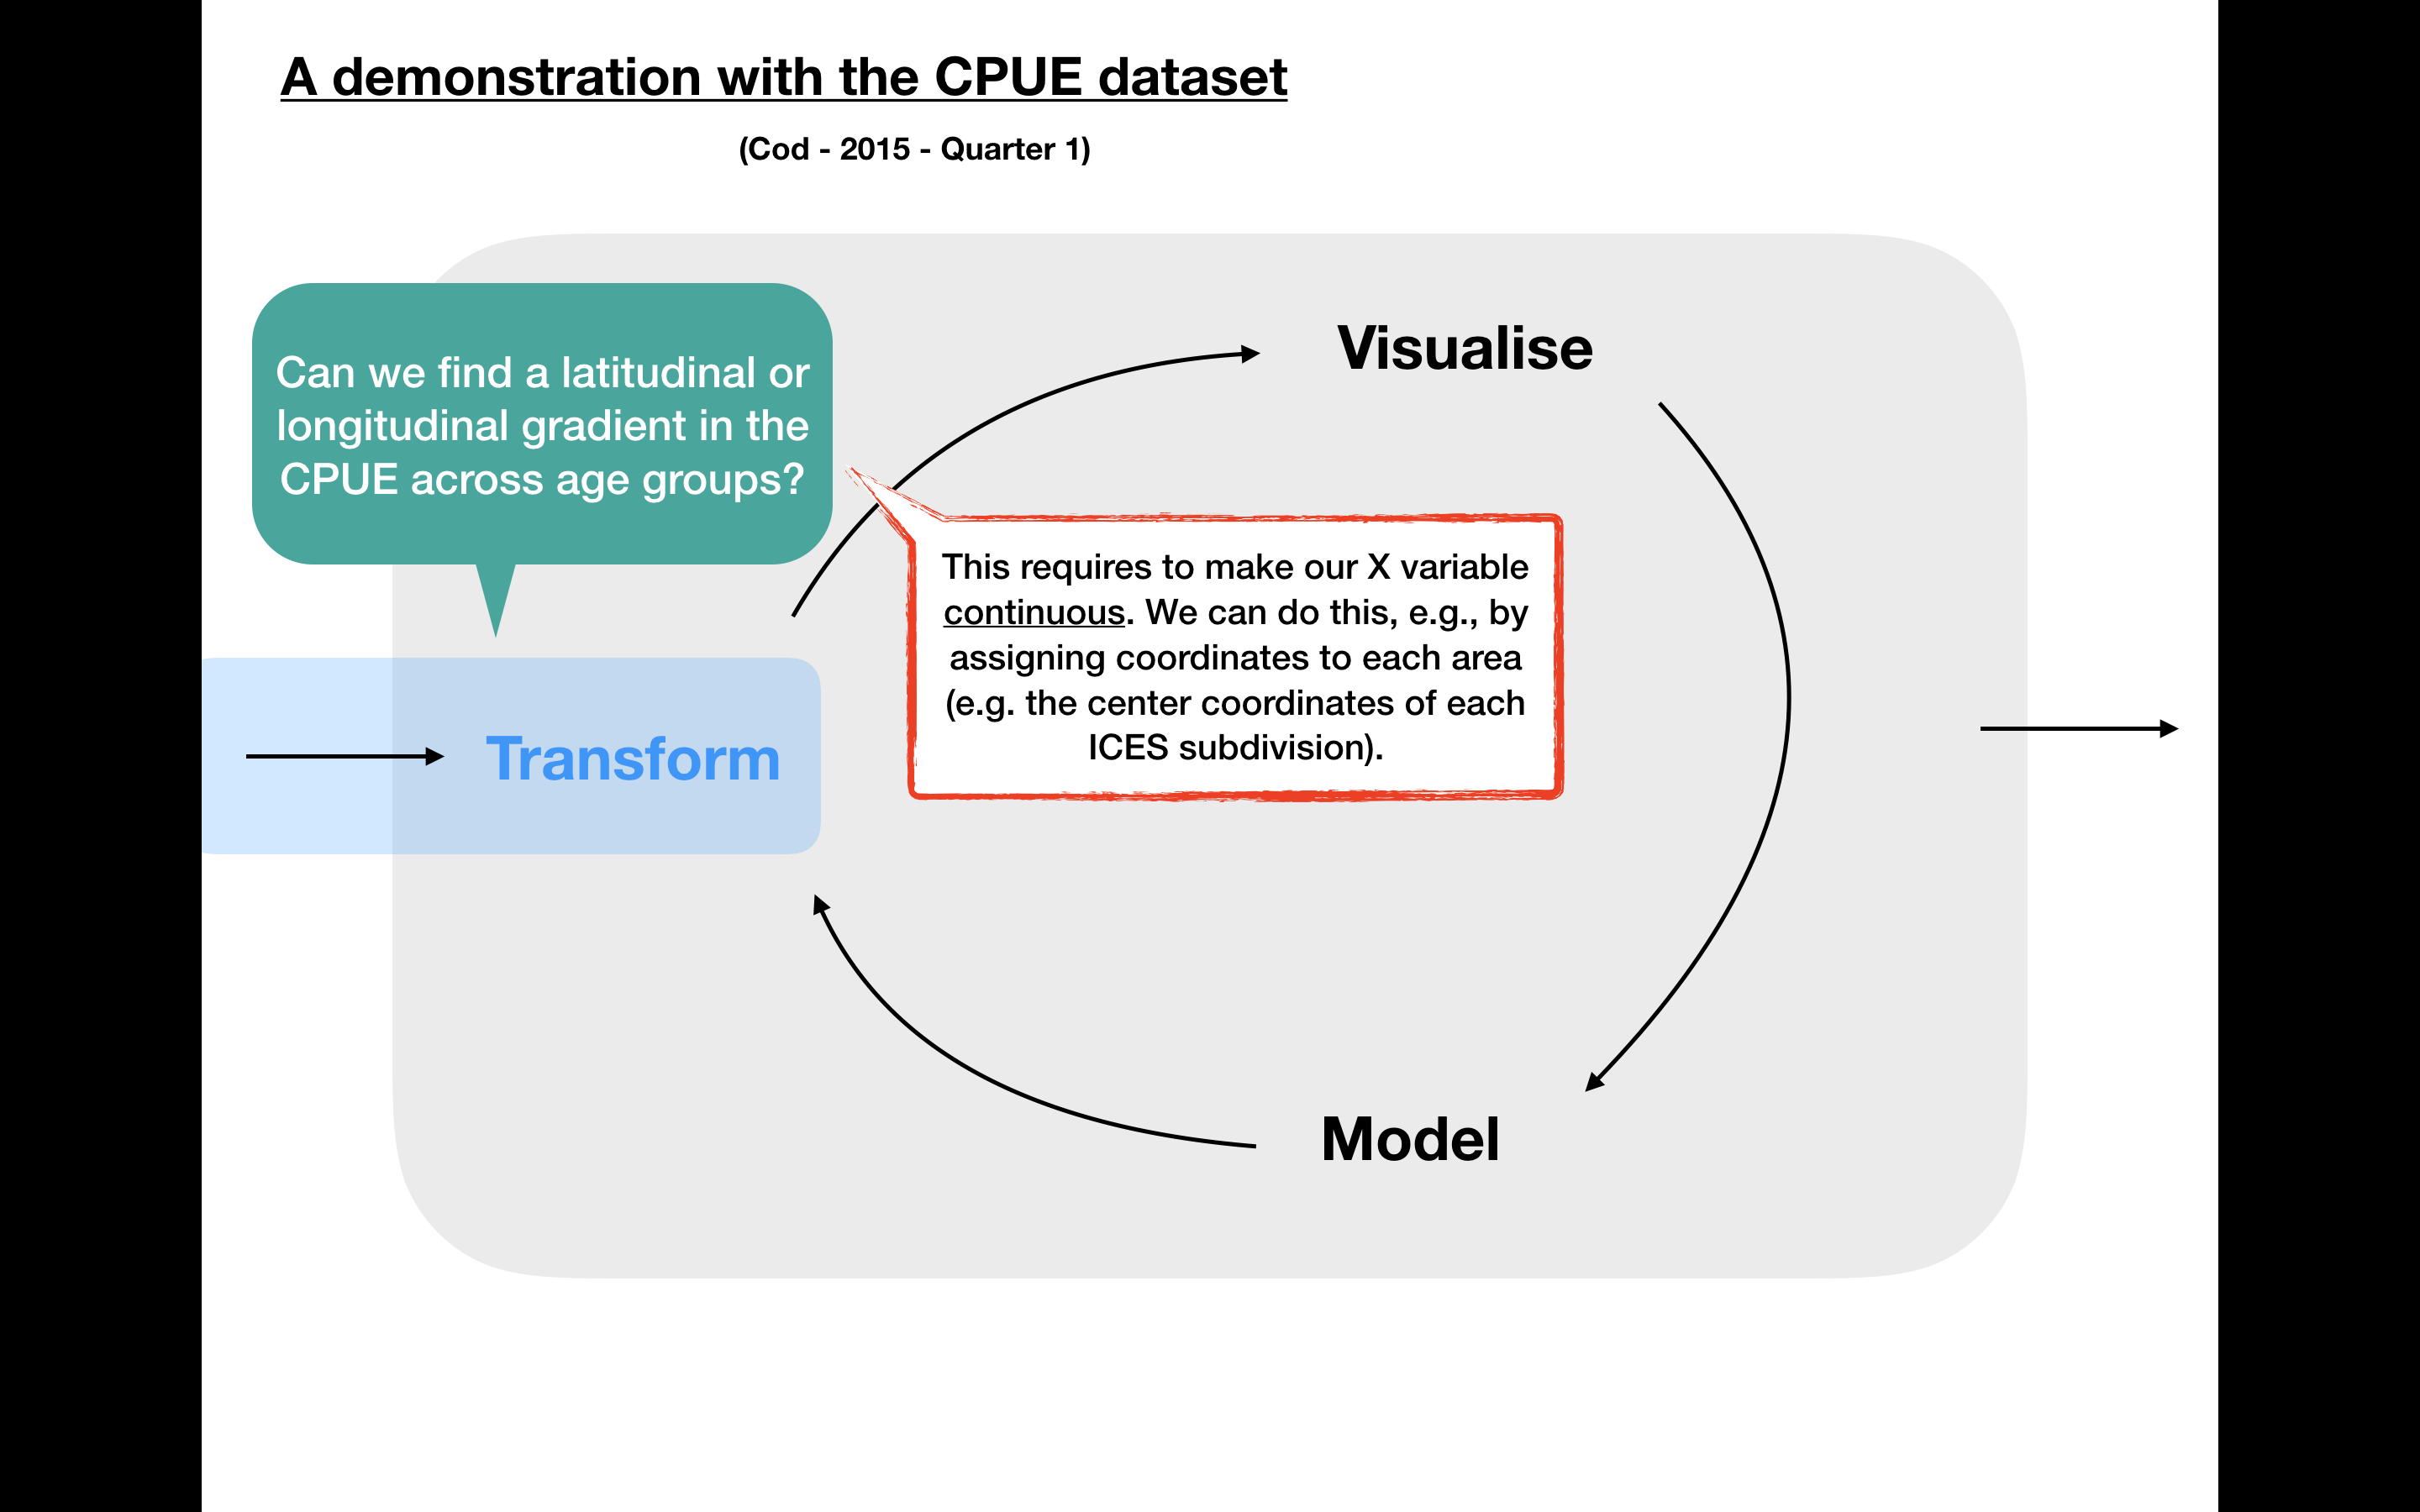 A demonstration with the CPUE dataset
(Cod - 2015 - Quarter 1)
Can we find a latitudinal or
longitudinal gradient in the
CPUE across age groups?
Visualise
This requires to make our X variable
continuous. We can do this, e.g., by
assigning coordinates to each area
(e.g. the center coordinates of each
ICES subdivision).
Transform
Model